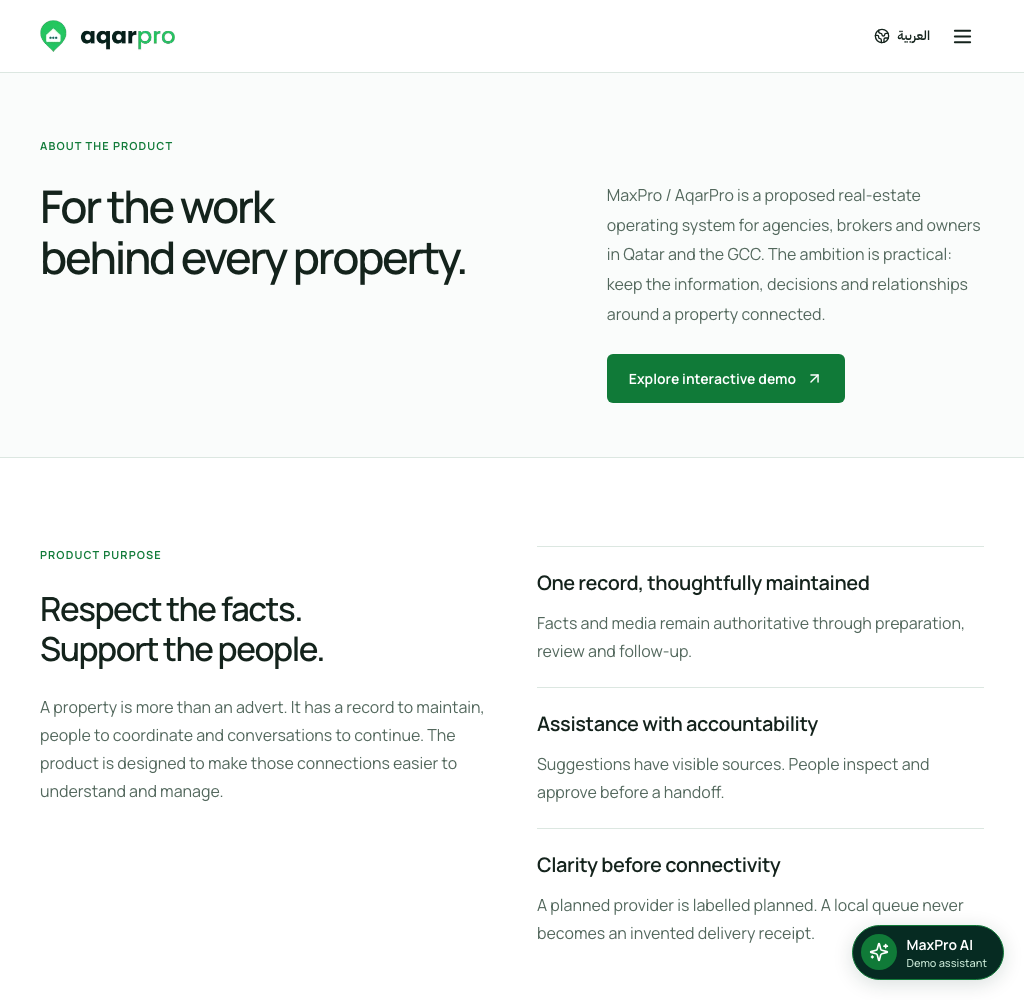 aqarpro
العربية
ABOUT THE PRODUCT
For the work
behind every property.
MaxPro / AqarPro is a proposed real-estate
operating system for agencies, brokers and owners
in Qatar and the GCC. The ambition is practical:
keep the information, decisions and relationships
around a property connected.
Explore interactive demo
PRODUCT PURPOSE
Respect the facts.
Support the people.
A property is more than an advert. It has a record to maintain,
people to coordinate and conversations to continue. The
product is designed to make those connections easier to
understand and manage.
One record, thoughtfully maintained
Facts and media remain authoritative through preparation,
review and follow-up.
Assistance with accountability
Suggestions have visible sources. People inspect and
approve before a handoff.
Clarity before connectivity
A planned provider is labelled planned. A local queue never
becomes an invented delivery receipt.
MaxPro AI
Demo assistant